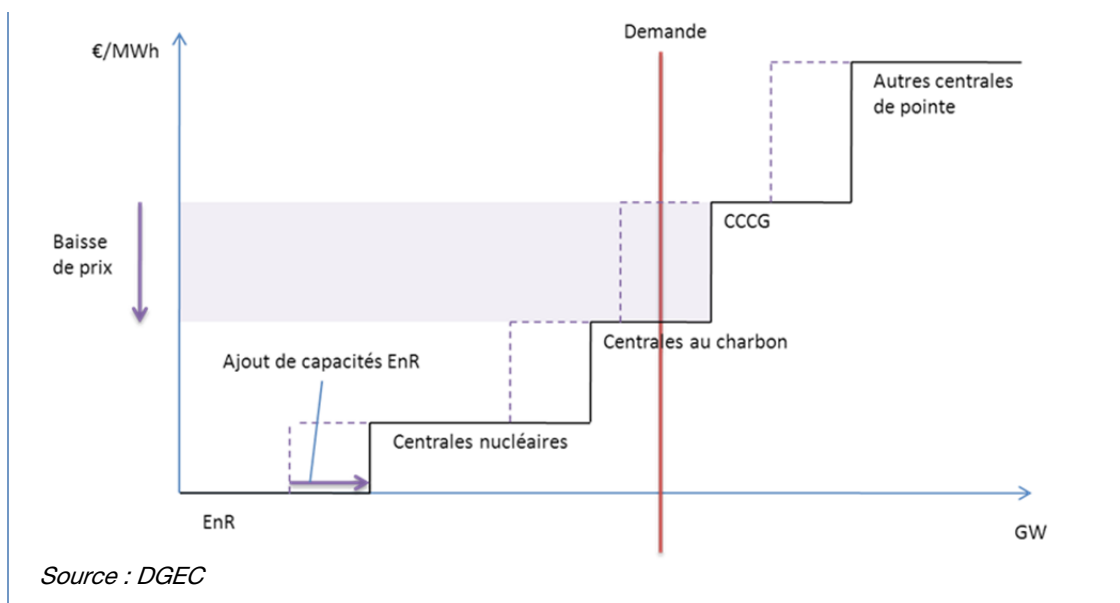 Demande
€/MWh
Autres centrales
de pointe
CCCG
Baisse
de prix
Centrales au charbon
Ajout de capacités EnR
Centrales nucléaires
EnR
GW
Source : DGEC